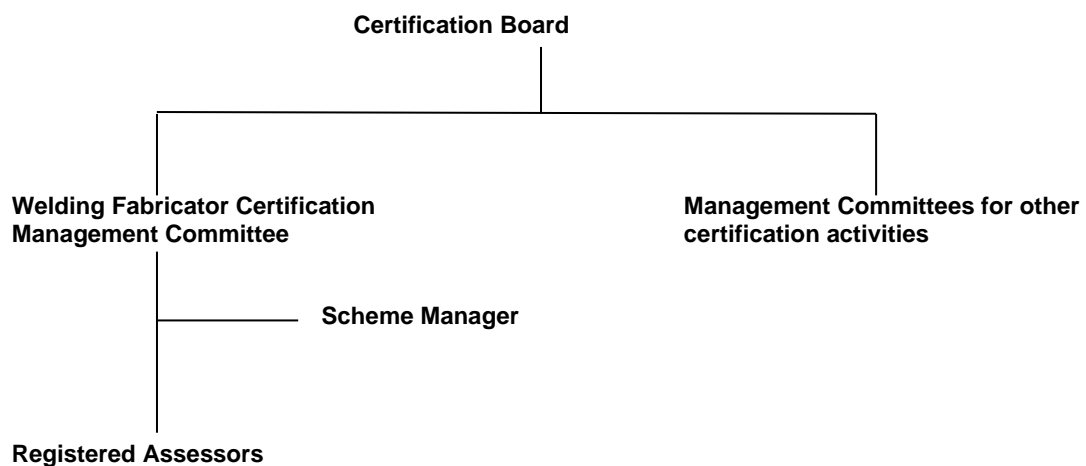 Certification Board
Welding Fabricator Certification
Management Committee
Management Committees for other
certification activities
Scheme Manager
Registered Assessors